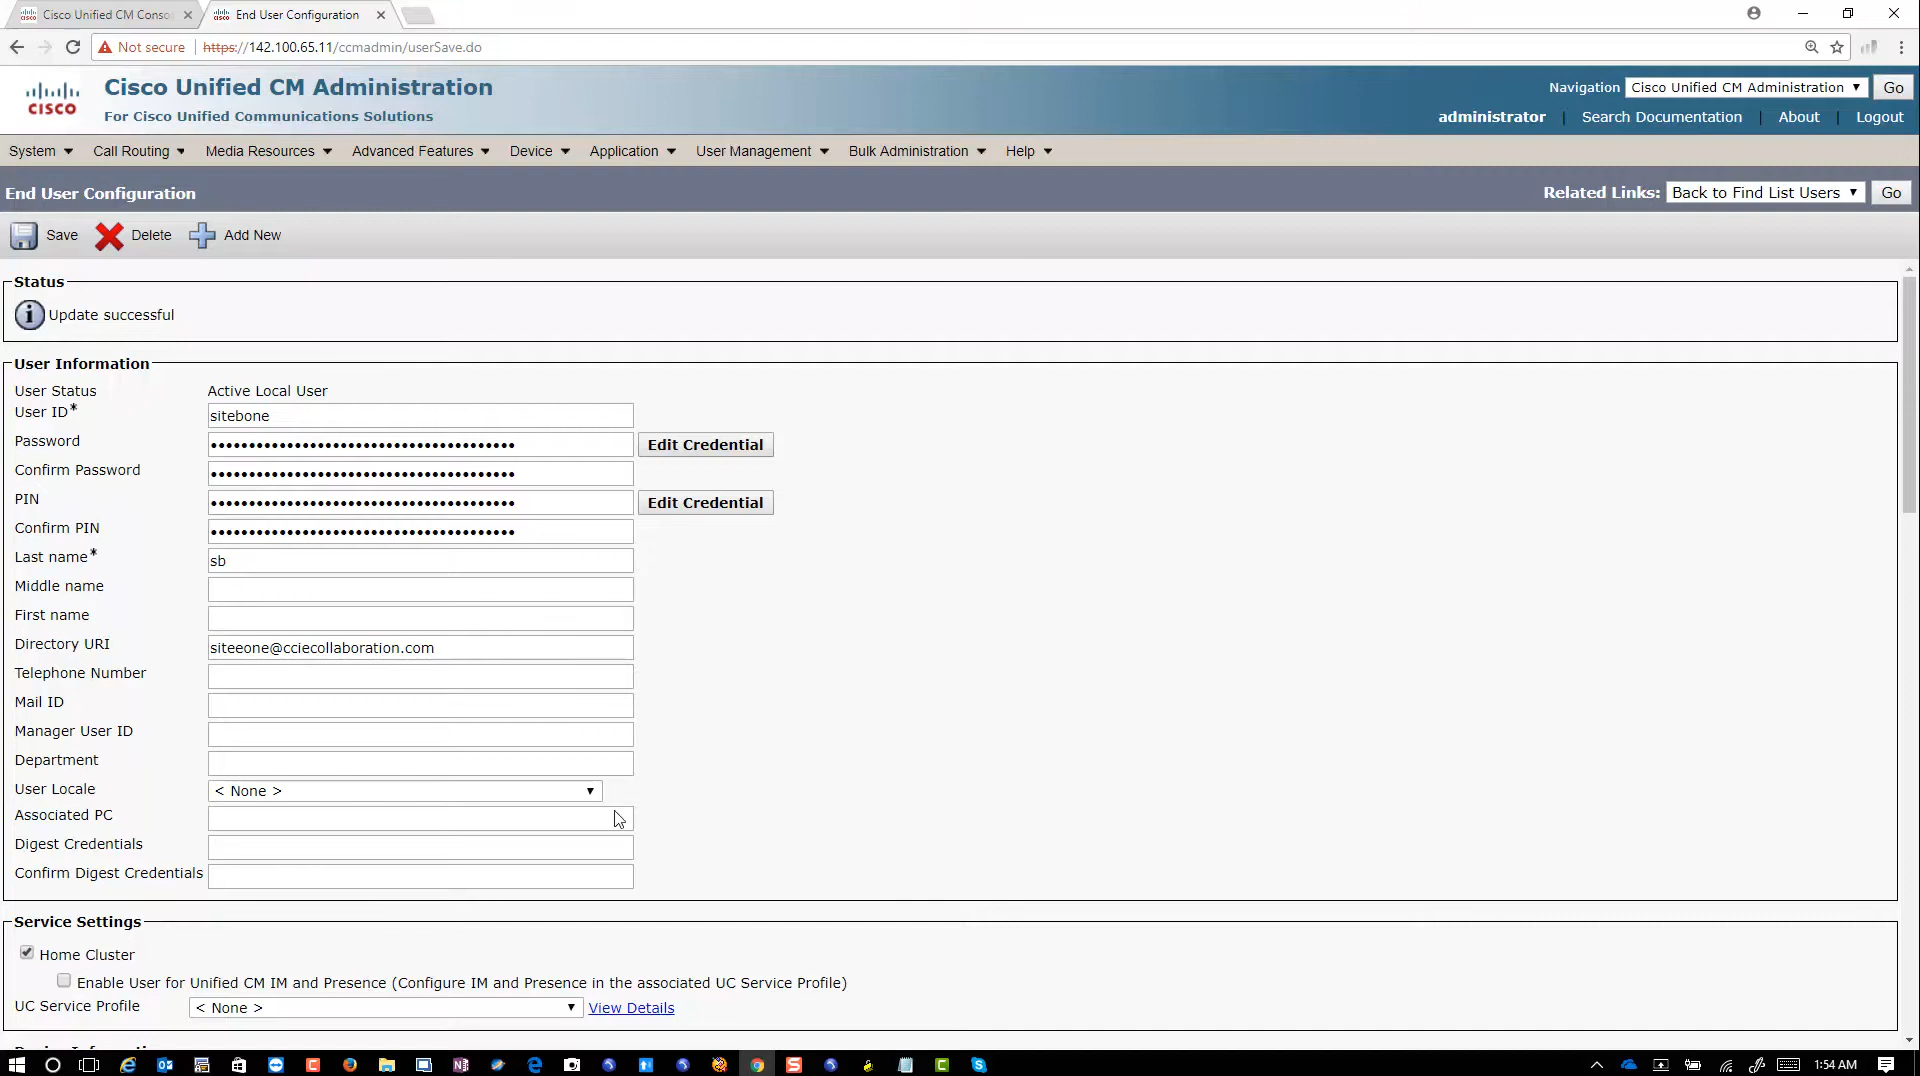 Cisco Unified CM Conso
End User Configuration
Not secure https://142.100.65.11/ccmadmin/userSave.do
CISCO
Cisco Unified CM Administration
For Cisco Unified Communications Solutions
Navigation Cisco Unified CM Administration Go
administrator | Search Documentation | About | Logout
System Call Routing Media Resources Advanced Features Device Application User Management Bulk Administration Help
End User Configuration
Related Links: Back to Find List Users Go
Save Delete Add New
Status
Update successful
User Information
User Status Active Local User
User ID* sitebone
Password Edit Credential
Confirm Password
PIN Edit Credential
Confirm PIN
Last name* sb
Middle name
First name
Directory URI siteeone@cciecollaboration.com
Telephone Number
Mail ID
Manager User ID
Department
User Locale < None >
Associated PC
Digest Credentials
Confirm Digest Credentials
Service Settings
Home Cluster
Enable User for Unified CM IM and Presence (Configure IM and Presence in the associated UC Service Profile)
UC Service Profile < None > View Details
1:54 AM